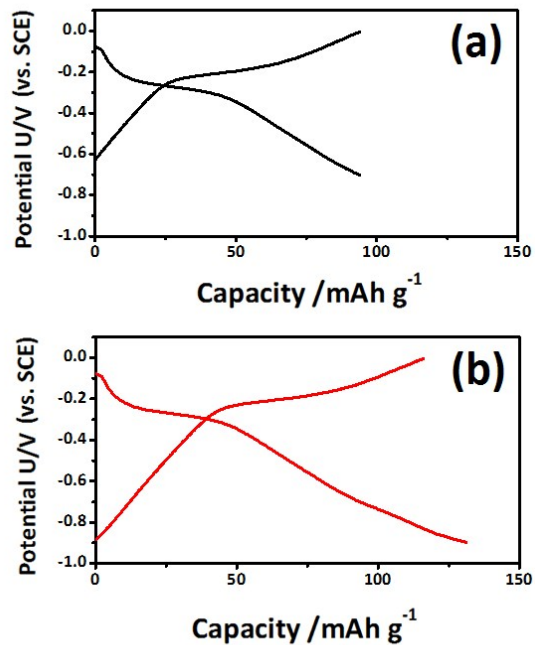 (a)
Potential U/V (vs. SCE)
0.0
-0.2
-0.4
-0.6
-0.8
-1.0
0 50 100 150
Capacity /mAh g⁻¹
(b)
Potential U/V (vs. SCE)
0.0
-0.2
-0.4
-0.6
-0.8
-1.0
0 50 100 150
Capacity /mAh g⁻¹